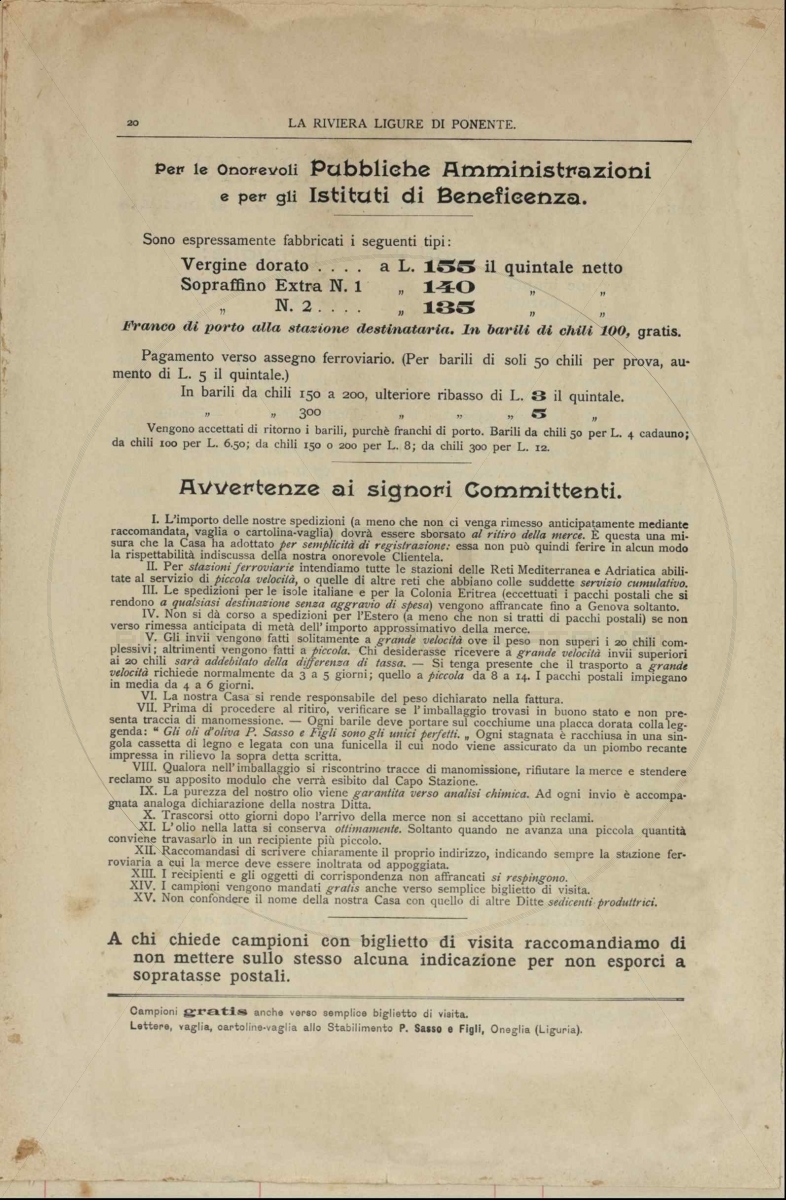 20 LA RIVIERA LIGURE DI PONENTE.
Per le Onorevoli Pubbliche Amministrazioni
e per gli Istituti di Beneficenza.
Sono espressamente fabbricati i seguenti tipi:
Vergine dorato . . . . a L. 155 il quintale netto
Sopraffino Extra N. 1 „ 140 „ „
„ N. 2 . . . . „ 135 „ „
Franco di porto alla stazione destinataria. In barili di chili 100, gratis.
Pagamento verso assegno ferroviario. (Per barili di soli 50 chili per prova, au-
mento di L. 5 il quintale.)
In barili da chili 150 a 200, ulteriore ribasso di L. 3 il quintale.
„ „ 300 „ „ „ 5 „
Vengono accettati di ritorno i barili, purchè franchi di porto. Barili da chili 50 per L. 4 cadauno;
da chili 100 per L. 6.50; da chili 150 o 200 per L. 8; da chili 300 per L. 12.
Avvertenze ai signori Committenti.
I. L'importo delle nostre spedizioni (a meno che non ci venga rimesso anticipatamente mediante
raccomandata, vaglia o cartolina-vaglia) dovrà essere sborsato al ritiro della merce. È questa una mi-
sura che la Casa ha adottato per semplicità di registrazione: essa non può quindi ferire in alcun modo
la rispettabilità indiscussa della nostra onorevole Clientela.
II. Per stazioni ferroviarie intendiamo tutte le stazioni delle Reti Mediterranea e Adriatica abili-
tate al servizio di piccola velocità, o quelle di altre reti che abbiano colle suddette servizio cumulativo.
III. Le spedizioni per le isole italiane e per la Colonia Eritrea (eccettuati i pacchi postali che si
rendono a qualsiasi destinazione senza aggravio di spesa) vengono affrancate fino a Genova soltanto.
IV. Non si dà corso a spedizioni per l'Estero (a meno che non si tratti di pacchi postali) se non
verso rimessa anticipata di metà dell'importo approssimativo della merce.
V. Gli invii vengono fatti solitamente a grande velocità ove il peso non superi i 20 chili com-
plessivi; altrimenti vengono fatti a piccola. Chi desiderasse ricevere a grande velocità invii superiori
ai 20 chili sarà addebitato della differenza di tassa. — Si tenga presente che il trasporto a grande
velocità richiede normalmente da 3 a 5 giorni; quello a piccola da 8 a 14. I pacchi postali impiegano
in media da 4 a 6 giorni.
VI. La nostra Casa si rende responsabile del peso dichiarato nella fattura.
VII. Prima di procedere al ritiro, verificare se l'imballaggio trovasi in buono stato e non pre-
senta traccia di manomessione. — Ogni barile deve portare sul cocchiume una placca dorata colla leg-
genda: “ Gli oli d'oliva P. Sasso e Figli sono gli unici perfetti. „ Ogni stagnata è racchiusa in una sin-
gola cassetta di legno e legata con una funicella il cui nodo viene assicurato da un piombo recante
impressa in rilievo la sopra detta scritta.
VIII. Qualora nell'imballaggio si riscontrino tracce di manomissione, rifiutare la merce e stendere
reclamo su apposito modulo che verrà esibito dal Capo Stazione.
IX. La purezza del nostro olio viene garantita verso analisi chimica. Ad ogni invio è accompa-
gnata analoga dichiarazione della nostra Ditta.
X. Trascorsi otto giorni dopo l'arrivo della merce non si accettano più reclami.
XI. L'olio nella latta si conserva ottimamente. Soltanto quando ne avanza una piccola quantità
conviene travasarlo in un recipiente più piccolo.
XII. Raccomandasi di scrivere chiaramente il proprio indirizzo, indicando sempre la stazione fer-
roviaria a cui la merce deve essere inoltrata od appoggiata.
XIII. I recipienti e gli oggetti di corrispondenza non affrancati si respingono.
XIV. I campioni vengono mandati gratis anche verso semplice biglietto di visita.
XV. Non confondere il nome della nostra Casa con quello di altre Ditte sedicenti produttrici.
A chi chiede campioni con biglietto di visita raccomandiamo di
non mettere sullo stesso alcuna indicazione per non esporci a
sopratasse postali.
Campioni gratis anche verso semplice biglietto di visita.
Lettere, vaglia, cartoline-vaglia allo Stabilimento P. Sasso e Figli, Oneglia (Liguria).